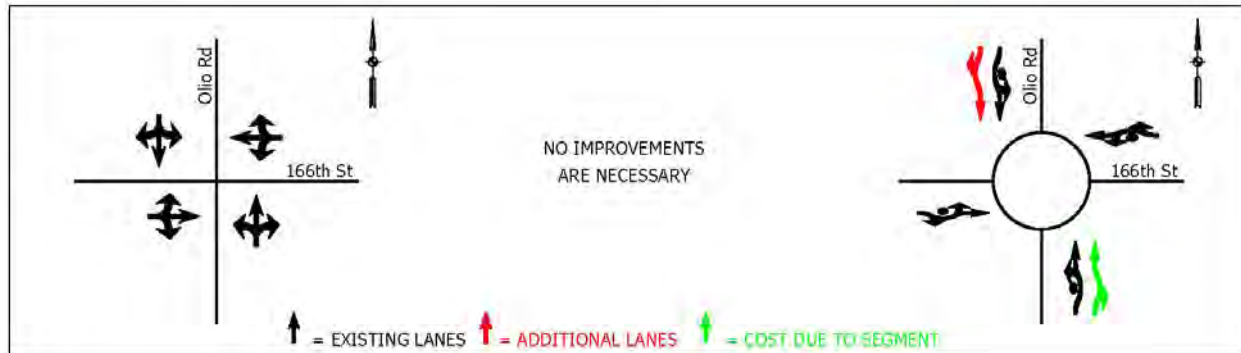 Olio Rd
166th St
NO IMPROVEMENTS
ARE NECESSARY
Olio Rd
166th St
= EXISTING LANES
= ADDITIONAL LANES
= COST DUE TO SEGMENT